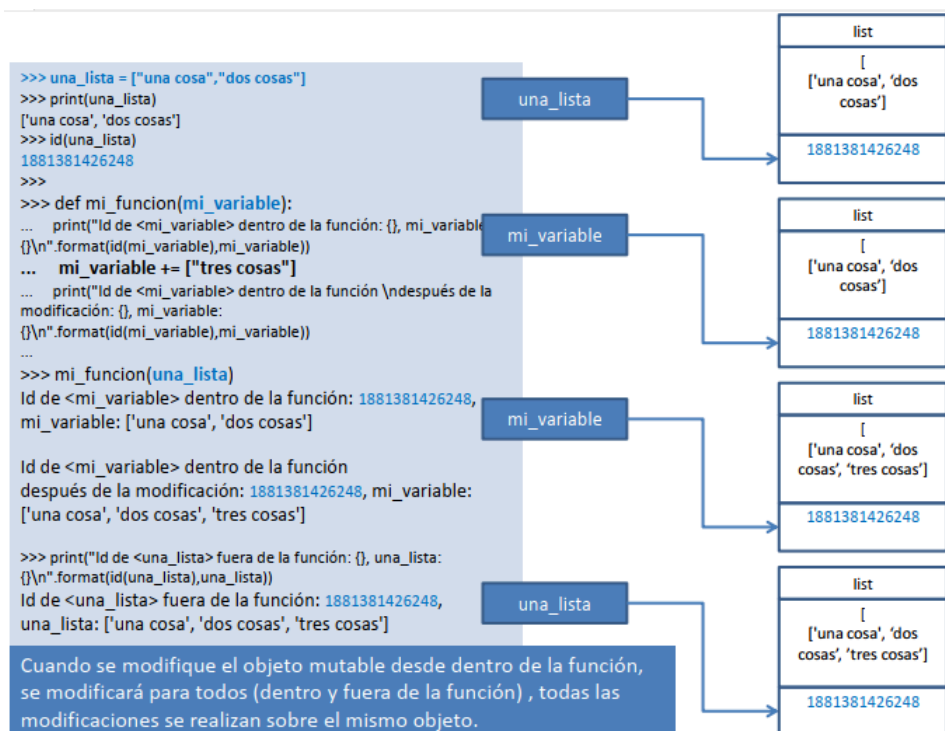 >>> una_lista = ["una cosa","dos cosas"]
>>> print(una_lista)
['una cosa', 'dos cosas']
>>> id(una_lista)
1881381426248
>>>
>>> def mi_funcion(mi_variable):
...    print("Id de <mi_variable> dentro de la función: {}, mi_variable
{}\n".format(id(mi_variable),mi_variable))
...    mi_variable += ["tres cosas"]
...    print("Id de <mi_variable> dentro de la función \ndespués de la
modificación: {}, mi_variable:
{}\n".format(id(mi_variable),mi_variable))
...
>>> mi_funcion(una_lista)
Id de <mi_variable> dentro de la función: 1881381426248,
mi_variable: ['una cosa', 'dos cosas']
Id de <mi_variable> dentro de la función
después de la modificación: 1881381426248, mi_variable:
['una cosa', 'dos cosas', 'tres cosas']
>>> print("Id de <una_lista> fuera de la función: {}, una_lista:
{}\n".format(id(una_lista),una_lista))
Id de <una_lista> fuera de la función: 1881381426248,
una_lista: ['una cosa', 'dos cosas', 'tres cosas']
Cuando se modifique el objeto mutable desde dentro de la función,
se modificará para todos (dentro y fuera de la función) , todas las
modificaciones se realizan sobre el mismo objeto.
una_lista
list
[
['una cosa', ‘dos
cosas’]
1881381426248
mi_variable
list
[
['una cosa', ‘dos
cosas’]
1881381426248
mi_variable
list
[
['una cosa', ‘dos
cosas’, ‘tres cosas’]
1881381426248
una_lista
list
[
['una cosa', ‘dos
cosas’, ‘tres cosas’]
1881381426248